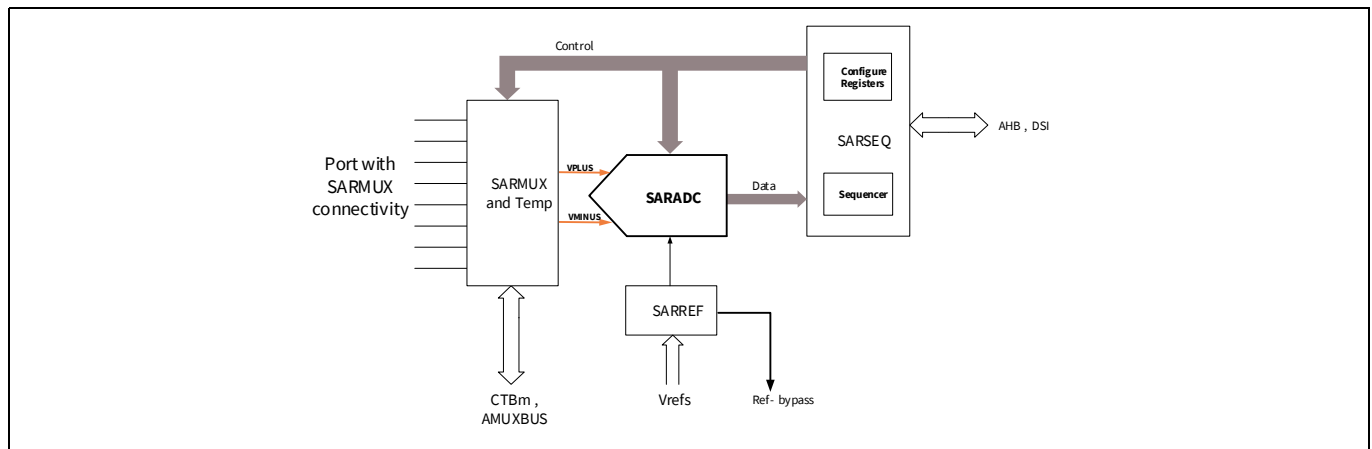 Control
Configure
Registers
SARSEQ
AHB , DSI
Port with
SARMUX
connectivity
SARMUX
and Temp
VPLUS
VMINUS
SARADC
Data
Sequencer
SARREF
CTBm ,
AMUXBUS
Vrefs
Ref- bypass